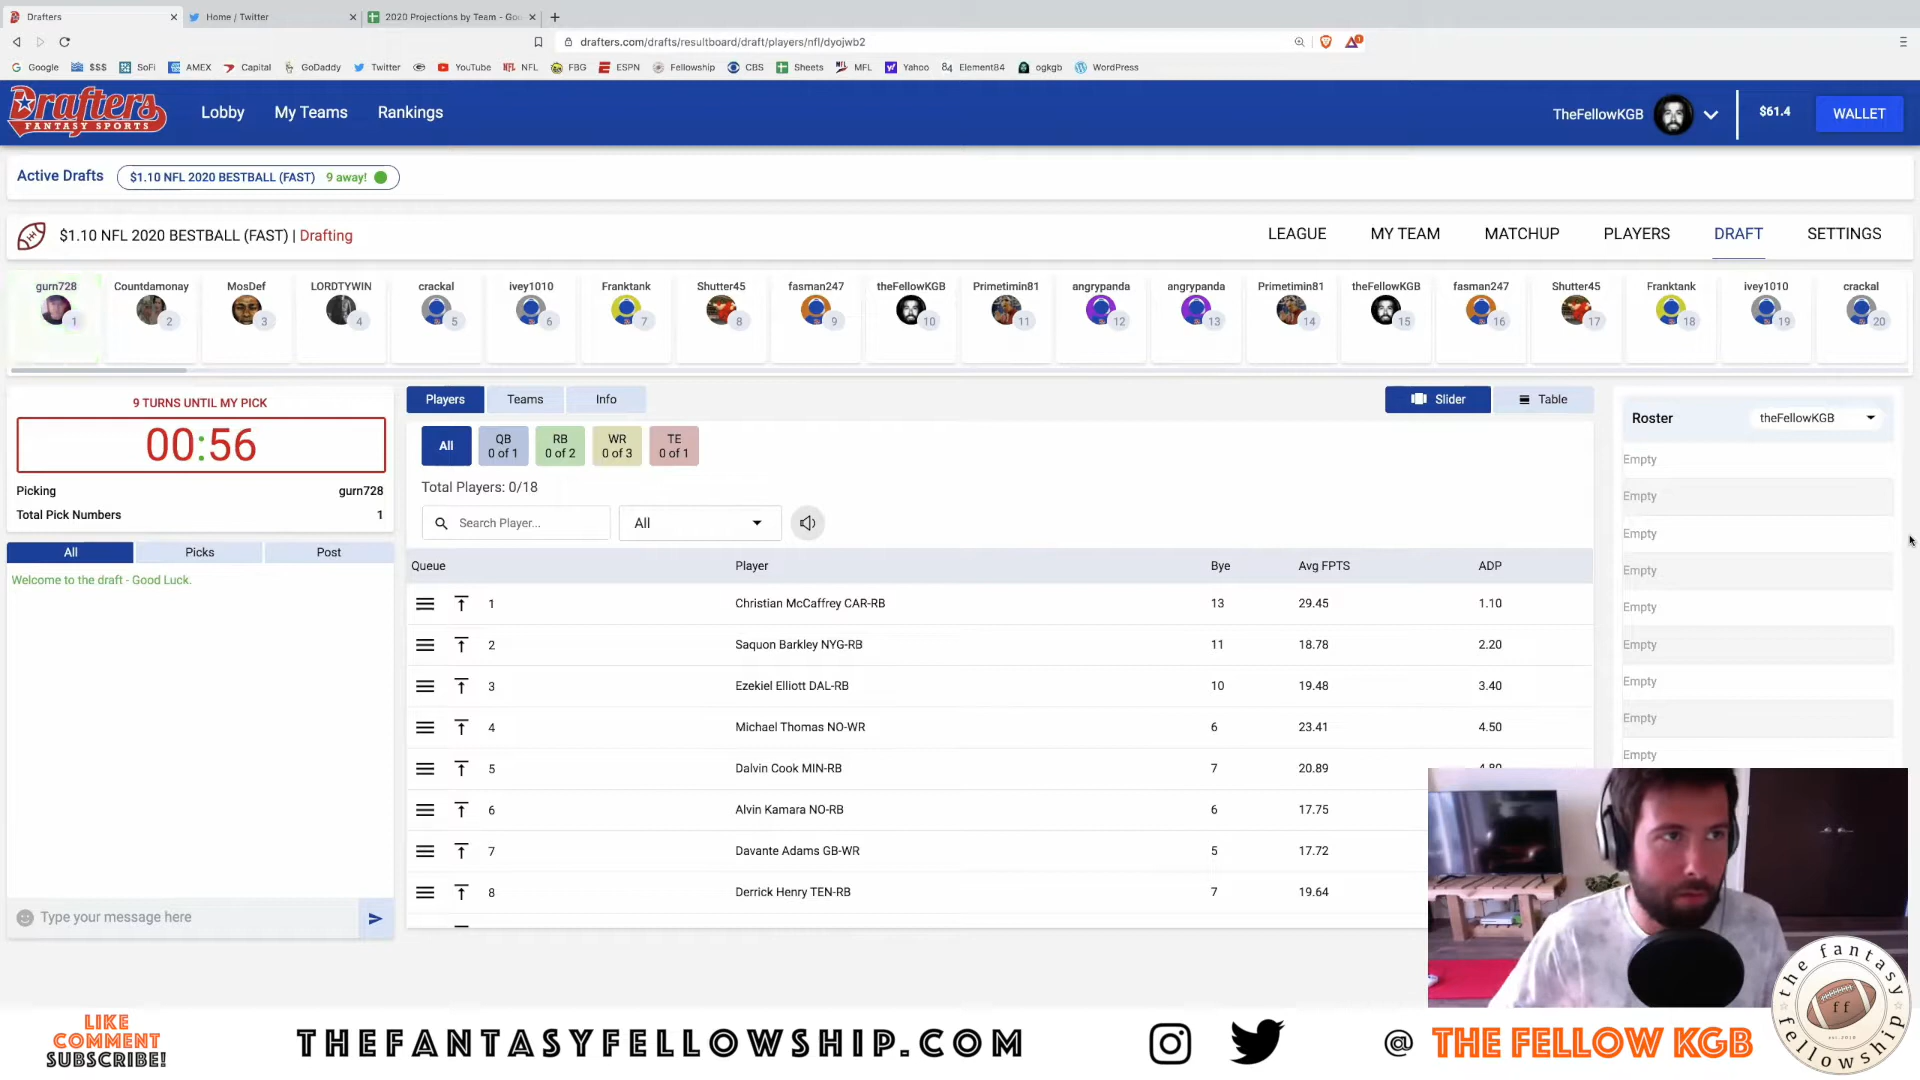 Drafters
Home / Twitter
2020 Projections by Team - Goo
drafters.com/drafts/resultboard/draft/players/nfl/dyojwb2
Google $$$ SoFi AMEX Capital GoDaddy Twitter YouTube NFL FBG ESPN Fellowship CBS Sheets MFL Yahoo Element84 ogkgb WordPress
Drafters
FANTASY SPORTS
Lobby My Teams Rankings
TheFellowKGB $61.4 WALLET
Active Drafts $1.10 NFL 2020 BESTBALL (FAST) 9 away!
$1.10 NFL 2020 BESTBALL (FAST) | Drafting
LEAGUE MY TEAM MATCHUP PLAYERS DRAFT SETTINGS
gurn728 Countdamonay MosDef LORDTYWIN crackal ivey1010 Franktank Shutter45 fasman247 theFellowKGB Primetimin81 angrypanda angrypanda Primetimin81 theFellowKGB fasman247 Shutter45 Franktank ivey1010 crackal
1 2 3 4 5 6 7 8 9 10 11 12 13 14 15 16 17 18 19 20
9 TURNS UNTIL MY PICK
00:56
Picking gurn728
Total Pick Numbers 1
All Picks Post
Welcome to the draft - Good Luck.
Type your message here
Players Teams Info
Slider Table
All
QB 0 of 1
RB 0 of 2
WR 0 of 3
TE 0 of 1
Total Players: 0/18
Search Player...
All
Queue Player Bye Avg FPTS ADP
1 Christian McCaffrey CAR-RB 13 29.45 1.10
2 Saquon Barkley NYG-RB 11 18.78 2.20
3 Ezekiel Elliott DAL-RB 10 19.48 3.40
4 Michael Thomas NO-WR 6 23.41 4.50
5 Dalvin Cook MIN-RB 7 20.89 4.80
6 Alvin Kamara NO-RB 6 17.75
7 Davante Adams GB-WR 5 17.72
8 Derrick Henry TEN-RB 7 19.64
Roster theFellowKGB
Empty
Empty
Empty
Empty
Empty
Empty
Empty
Empty
Empty
LIKE
COMMENT
SUBSCRIBE!
THEFANTASYFELLOWSHIP.COM
@ THE FELLOW KGB
the fantasy fellowship
ff
est. 2018